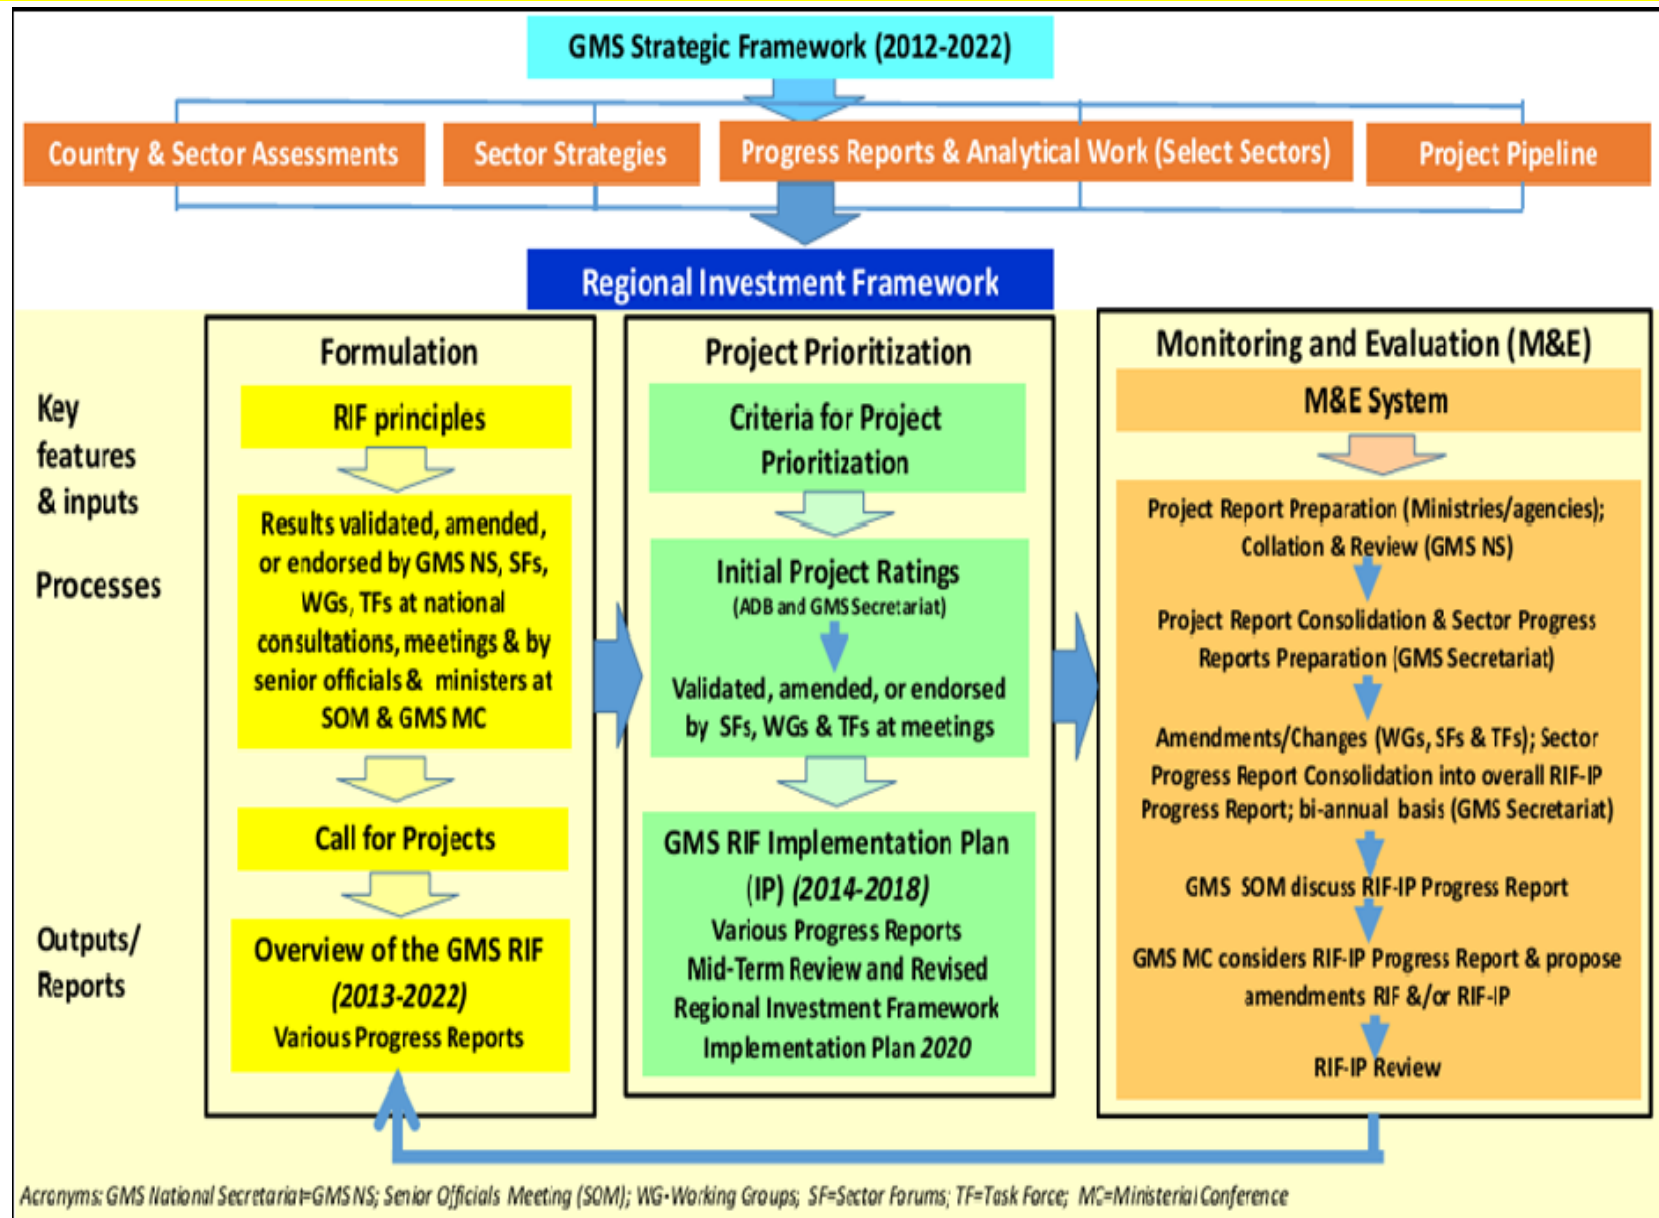 GMS Strategic Framework (2012-2022)
Country & Sector Assessments
Sector Strategies
Progress Reports & Analytical Work (Select Sectors)
Project Pipeline
Regional Investment Framework
Key
features
& inputs
Processes
Outputs/
Reports
Formulation
RIF principles
Results validated, amended,
or endorsed by GMS NS, SFs,
WGs, TFs at national
consultations, meetings & by
senior officials & ministers at
SOM & GMS MC
Call for Projects
Overview of the GMS RIF
(2013-2022)
Various Progress Reports
Project Prioritization
Criteria for Project
Prioritization
Initial Project Ratings
(ADB and GMS Secretariat)
Validated, amended, or endorsed
by SFs, WGs & TFs at meetings
GMS RIF Implementation Plan
(IP) (2014-2018)
Various Progress Reports
Mid-Term Review and Revised
Regional Investment Framework
Implementation Plan 2020
Monitoring and Evaluation (M&E)
M&E System
Project Report Preparation (Ministries/agencies);
Collation & Review (GMS NS)
Project Report Consolidation & Sector Progress
Reports Preparation (GMS Secretariat)
Amendments/Changes (WGs, SFs & TFs); Sector
Progress Report Consolidation into overall RIF-IP
Progress Report; bi-annual basis (GMS Secretariat)
GMS SOM discuss RIF-IP Progress Report
GMS MC considers RIF-IP Progress Report & propose
amendments RIF &/or RIF-IP
RIF-IP Review
Acronyms: GMS National Secretariat=GMS NS; Senior Officials Meeting (SOM); WG-Working Groups; SF=Sector Forums; TF=Task Force; MC=Ministerial Conference